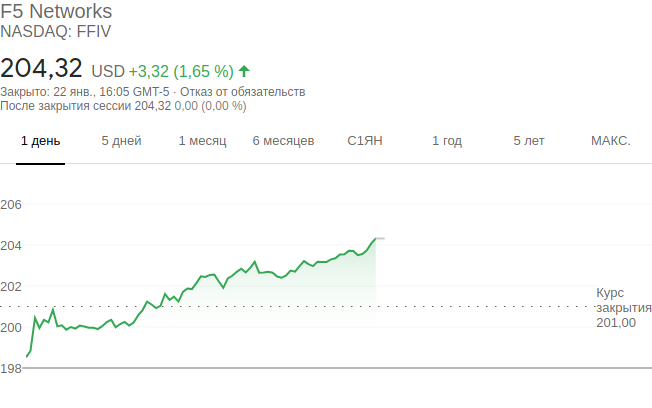 F5 Networks
NASDAQ: FFIV
204,32 USD +3,32 (1,65 %)
Закрыто: 22 янв., 16:05 GMT-5 · Отказ от обязательств
После закрытия сессии 204,32 0,00 (0,00 %)
1 день 5 дней 1 месяц 6 месяцев С1ЯН 1 год 5 лет МАКС.
206
204
202
Курс
закрытия
201,00
200
198